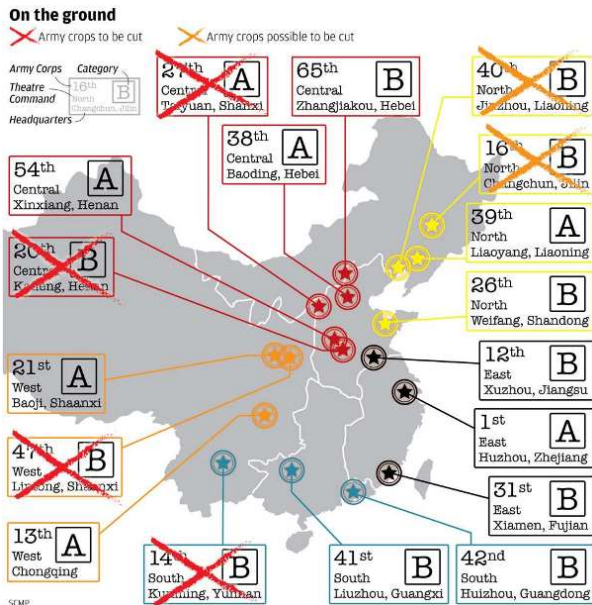 On the ground
Army crops to be cut
Army crops possible to be cut
Army Corps Category
Theatre Command
Headquarters
16th B
North
Changchun, Jilin
27th A
Central
Taiyuan, Shanxi
65th B
Central
Zhangjiakou, Hebei
40th B
North
Jinzhou, Liaoning
38th A
Central
Baoding, Hebei
16th B
North
Changchun, Jilin
54th A
Central
Xinxiang, Henan
39th A
North
Liaoyang, Liaoning
20th B
Central
Kaifeng, Henan
26th B
North
Weifang, Shandong
21st A
West
Baoji, Shaanxi
12th B
East
Xuzhou, Jiangsu
1st A
East
Huzhou, Zhejiang
47th B
West
Lintong, Shaanxi
31st B
East
Xiamen, Fujian
13th A
West
Chongqing
14th B
South
Kunming, Yunnan
41st B
South
Liuzhou, Guangxi
42nd B
South
Huizhou, Guangdong
SCMP